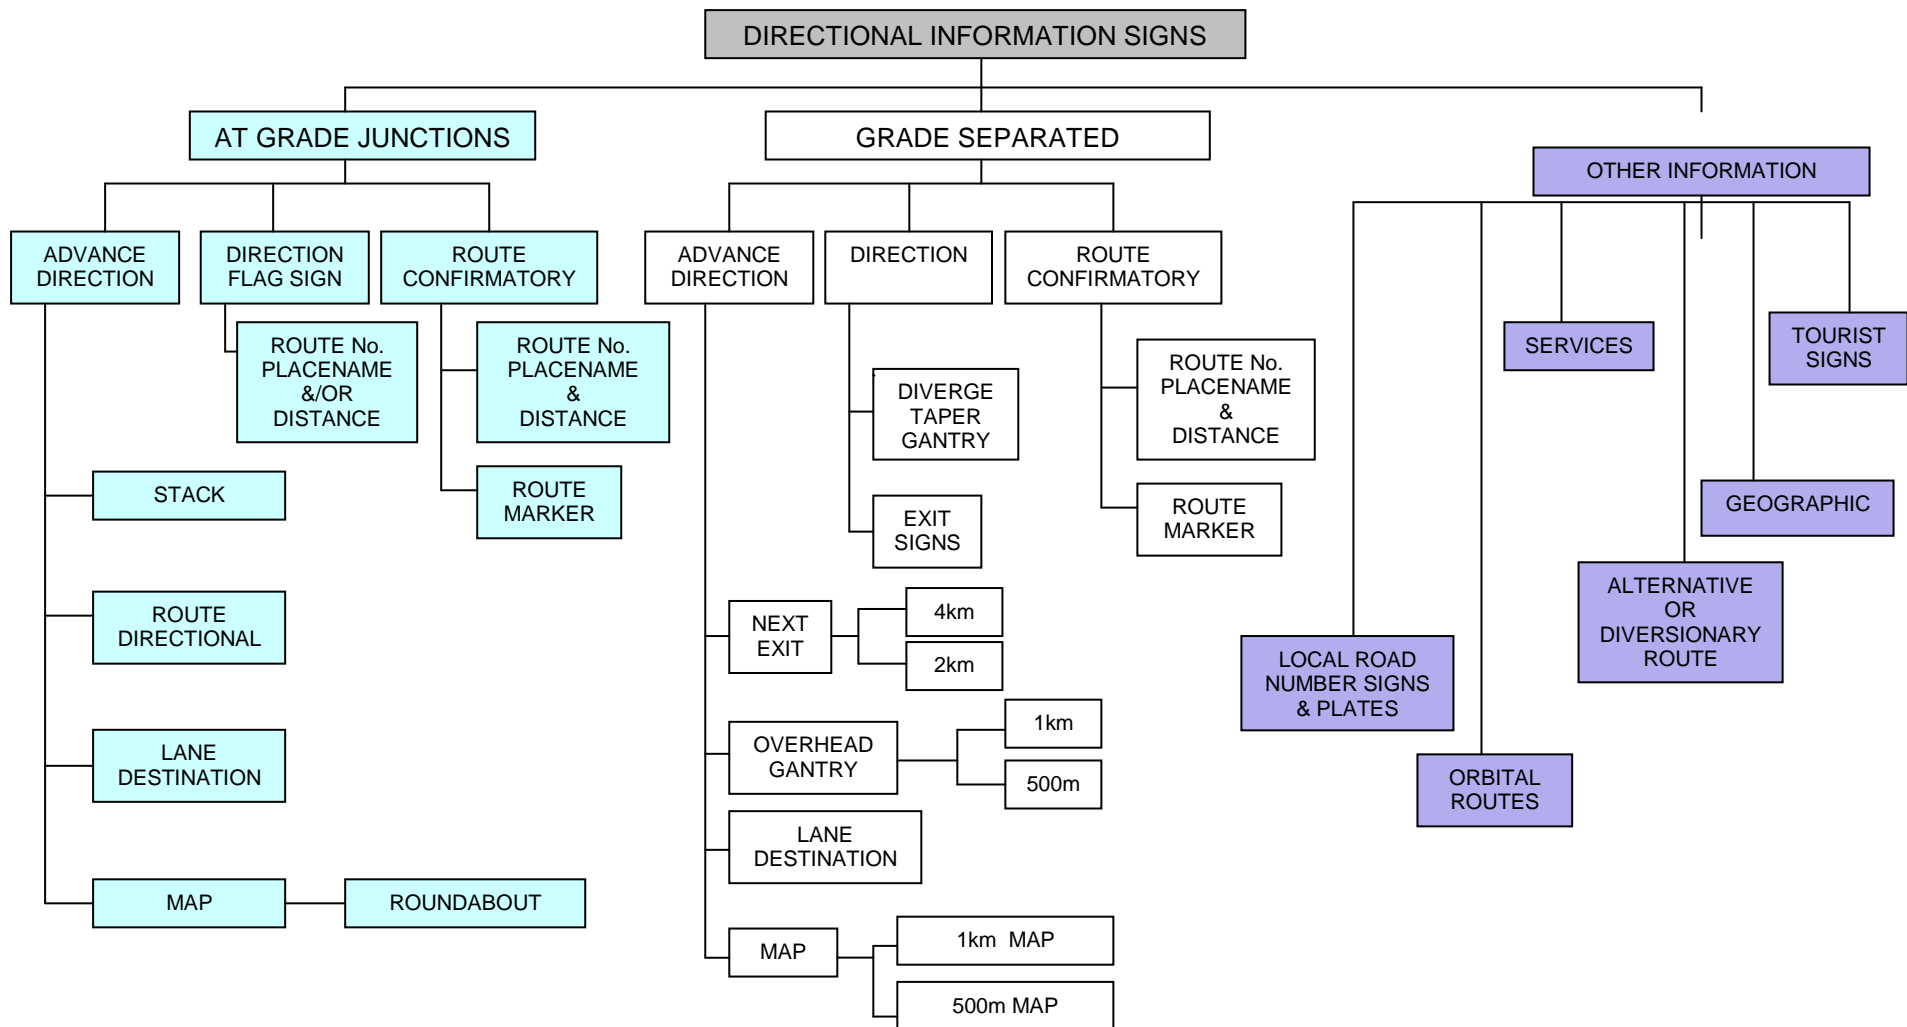 DIRECTIONAL INFORMATION SIGNS
AT GRADE JUNCTIONS
GRADE SEPARATED
OTHER INFORMATION
ADVANCE
DIRECTION
DIRECTION
FLAG SIGN
ROUTE
CONFIRMATORY
ROUTE No.
PLACENAME
&/OR
DISTANCE
ROUTE No.
PLACENAME
&
DISTANCE
ROUTE
MARKER
STACK
ROUTE
DIRECTIONAL
LANE
DESTINATION
MAP
ROUNDABOUT
ADVANCE
DIRECTION
DIRECTION
ROUTE
CONFIRMATORY
DIVERGE
TAPER
GANTRY
EXIT
SIGNS
ROUTE No.
PLACENAME
&
DISTANCE
ROUTE
MARKER
NEXT
EXIT
4km
2km
OVERHEAD
GANTRY
1km
500m
LANE
DESTINATION
MAP
1km MAP
500m MAP
SERVICES
TOURIST
SIGNS
GEOGRAPHIC
ALTERNATIVE
OR
DIVERSIONARY
ROUTE
LOCAL ROAD
NUMBER SIGNS
& PLATES
ORBITAL
ROUTES